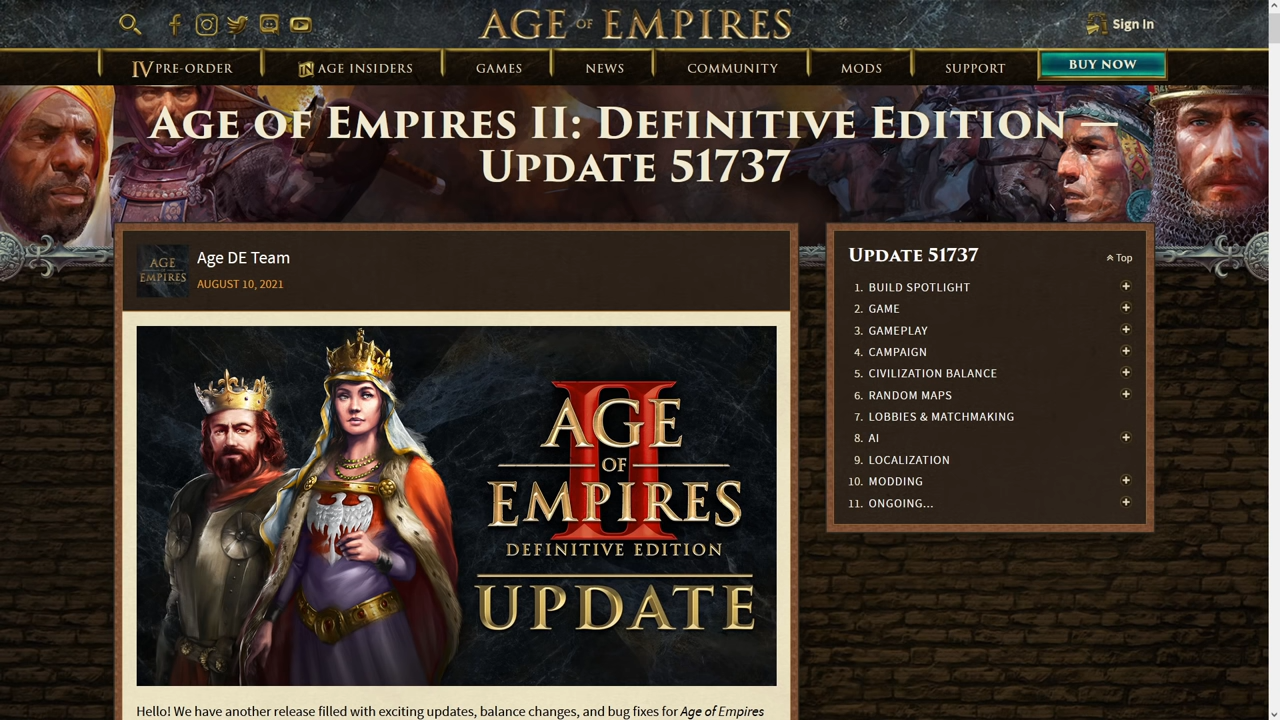 AGE OF EMPIRES
Sign In
IV PRE-ORDER
IN AGE INSIDERS
GAMES
NEWS
COMMUNITY
MODS
SUPPORT
BUY NOW
Age of Empires II: Definitive Edition —
Update 51737
AGE OF EMPIRES
Age DE Team
AUGUST 10, 2021
II
AGE
OF
EMPIRES
DEFINITIVE EDITION
UPDATE
Hello! We have another release filled with exciting updates, balance changes, and bug fixes for Age of Empires
Update 51737
Top
1. BUILD SPOTLIGHT
2. GAME
3. GAMEPLAY
4. CAMPAIGN
5. CIVILIZATION BALANCE
6. RANDOM MAPS
7. LOBBIES & MATCHMAKING
8. AI
9. LOCALIZATION
10. MODDING
11. ONGOING...